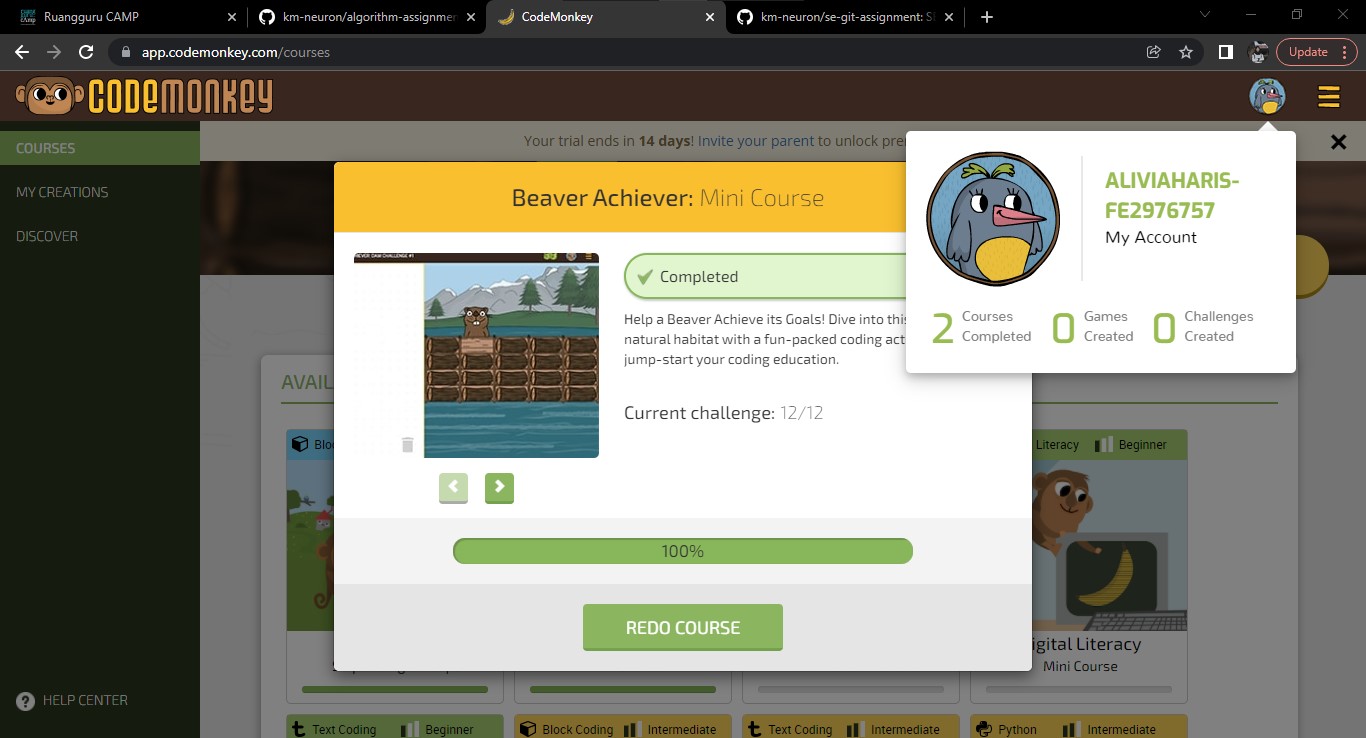 Ruangguru CAMP
km-neuron/algorithm-assignmen
CodeMonkey
km-neuron/se-git-assignment: S
app.codemonkey.com/courses
Update
CODEMONKEY
COURSES
MY CREATIONS
DISCOVER
HELP CENTER
Your trial ends in 14 days! Invite your parent to unlock pre
Beaver Achiever: Mini Course
Completed
Help a Beaver Achieve its Goals! Dive into this
natural habitat with a fun-packed coding act
jump-start your coding education.
Current challenge: 12/12
100%
REDO COURSE
ALIVIAHARIS-
FE2976757
My Account
2 Courses Completed
0 Games Created
0 Challenges Created
AVAIL
Bloc
Literacy Beginner
igital Literacy
Mini Course
Text Coding Beginner
Block Coding Intermediate
Text Coding Intermediate
Python Intermediate